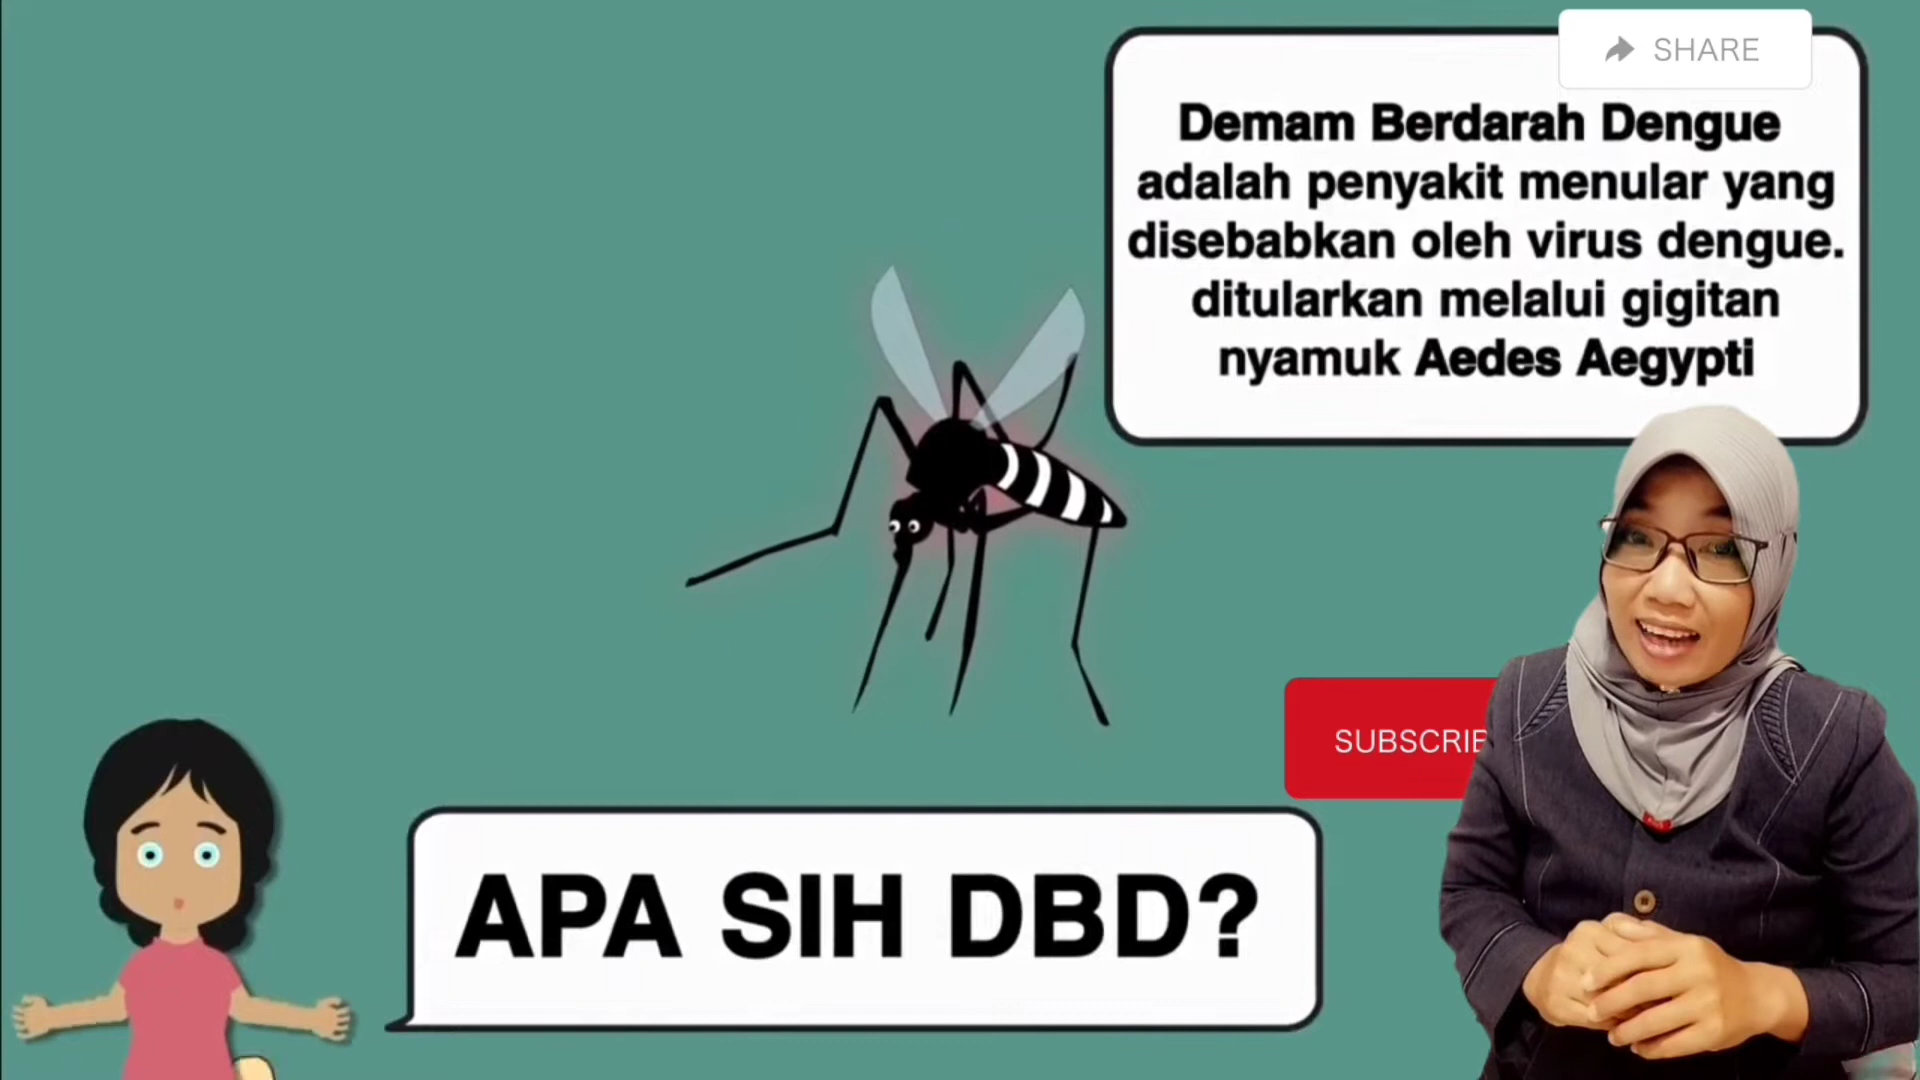 SHARE
Demam Berdarah Dengue
adalah penyakit menular yang
disebabkan oleh virus dengue.
ditularkan melalui gigitan
nyamuk Aedes Aegypti
SUBSCRIB
APA SIH DBD?